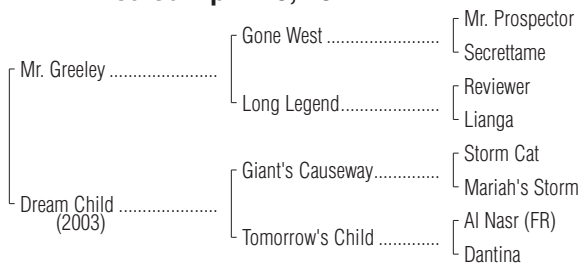 Mr. Prospector
Gone West
Secrettame
Mr. Greeley
Reviewer
Long Legend
Lianga
Storm Cat
Giant's Causeway
Mariah's Storm
Dream Child
(2003)
Al Nasr (FR)
Tomorrow's Child
Dantina